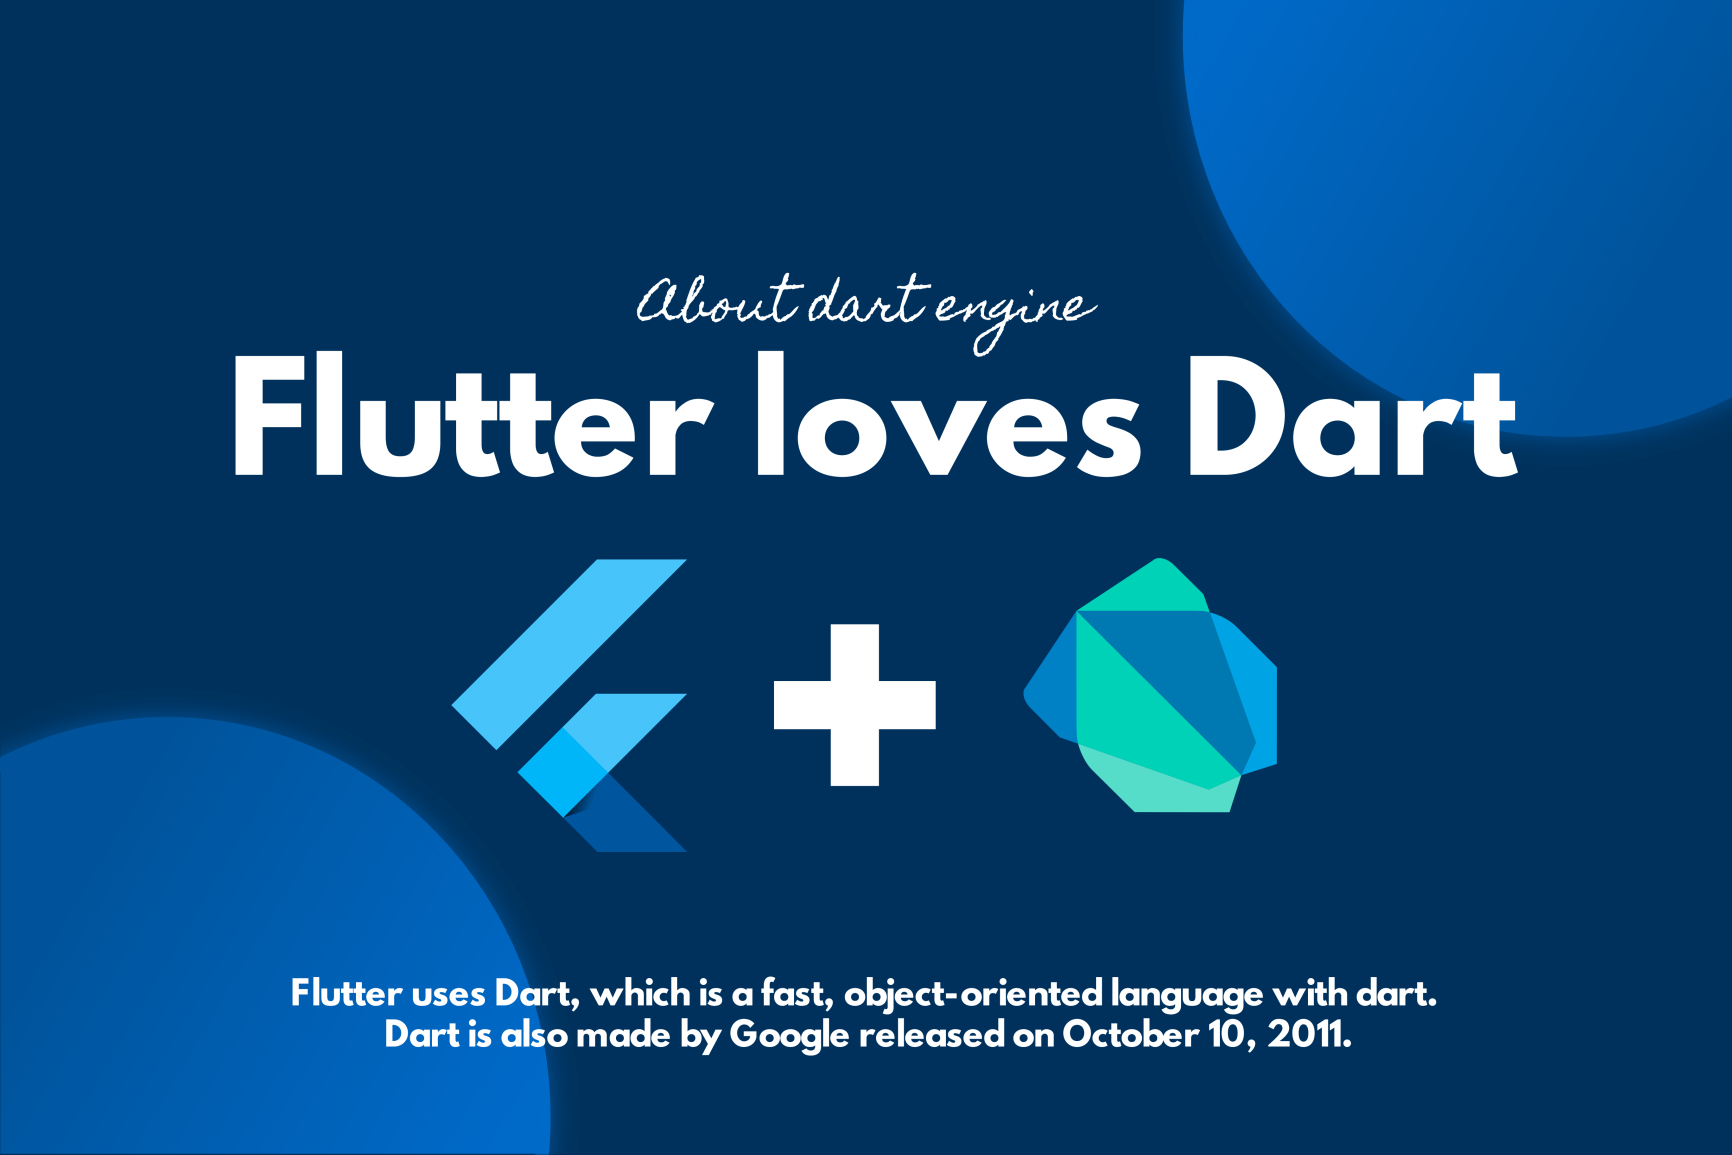 About dart engine
Flutter loves Dart
Flutter uses Dart, which is a fast, object-oriented language with dart.
Dart is also made by Google released on October 10, 2011.